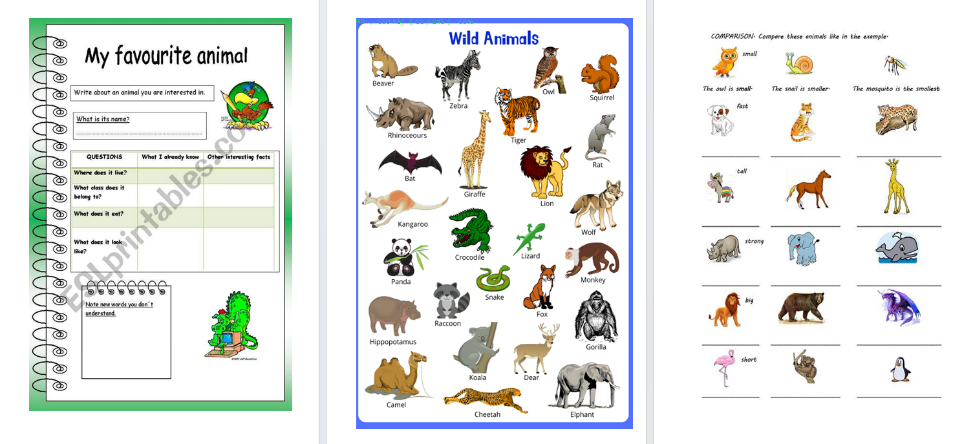 My favourite animal
Write about an animal you are interested in.
What is its name?
QUESTIONS What I already know Other interesting facts
Where does it live?
What class does it
belong to?
What does it eat?
What does it look
like?
Note new words you don´t
understand.
ESLprintables.com
Wild Animals
Beaver
Zebra
Owl
Squirrel
Rhinoceours
Tiger
Rat
Bat
Giraffe
Lion
Kangaroo
Wolf
Crocodile
Lizard
Panda
Monkey
Snake
Fox
Raccoon
Hippopotamus
Gorilla
Koala
Dear
Camel
Cheetah
Elphant
COMPARISON: Compare these animals like in the example.
small
The owl is small. The snail is smaller. The mosquito is the smallest.
fast
tall
strong
big
short